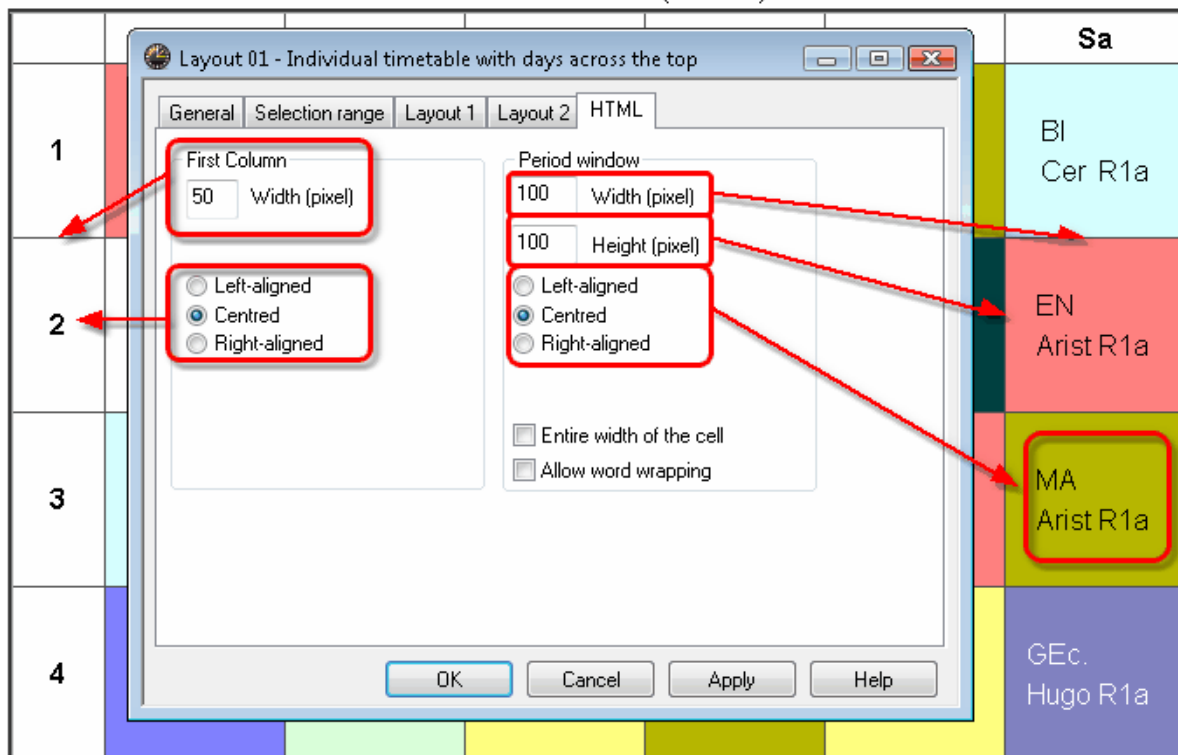 Sa
Layout 01 - Individual timetable with days across the top
General Selection range Layout 1 Layout 2 HTML
First Column
50 Width (pixel)
Left-aligned
Centred
Right-aligned
Period window
100 Width (pixel)
100 Height (pixel)
Left-aligned
Centred
Right-aligned
Entire width of the cell
Allow word wrapping
OK Cancel Apply Help
1
BI
Cer R1a
2
EN
Arist R1a
3
MA
Arist R1a
4
GEc.
Hugo R1a